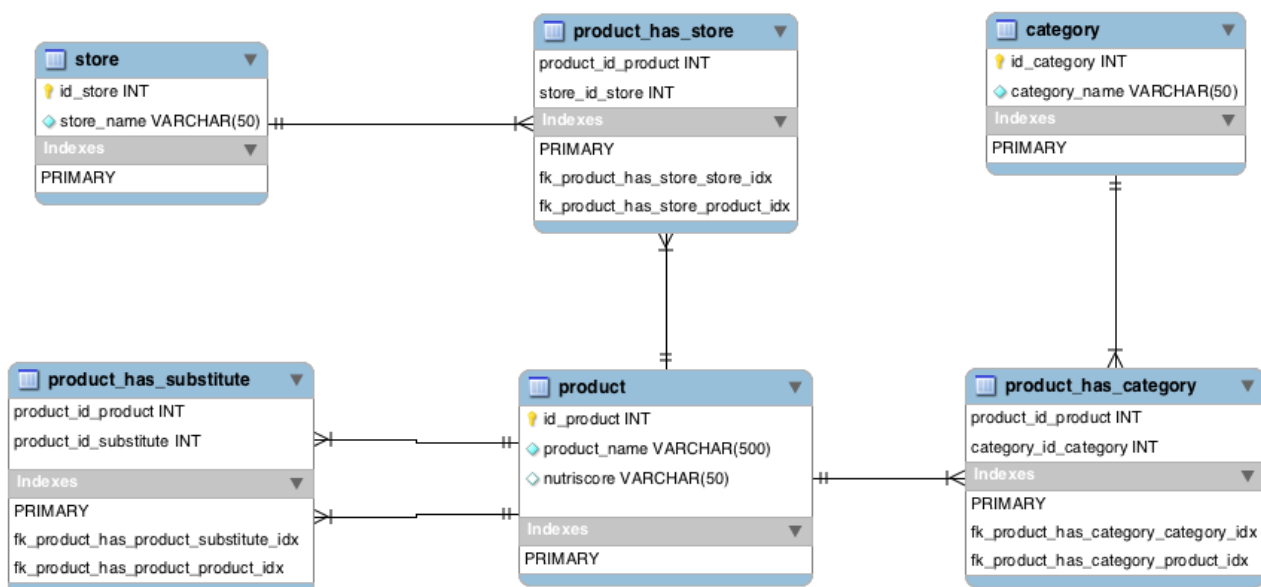 store
id_store INT
store_name VARCHAR(50)
Indexes
PRIMARY
product_has_store
product_id_product INT
store_id_store INT
Indexes
PRIMARY
fk_product_has_store_store_idx
fk_product_has_store_product_idx
category
id_category INT
category_name VARCHAR(50)
Indexes
PRIMARY
product_has_substitute
product_id_product INT
product_id_substitute INT
Indexes
PRIMARY
fk_product_has_product_substitute_idx
fk_product_has_product_product_idx
product
id_product INT
product_name VARCHAR(500)
nutriscore VARCHAR(50)
Indexes
PRIMARY
product_has_category
product_id_product INT
category_id_category INT
Indexes
PRIMARY
fk_product_has_category_category_idx
fk_product_has_category_product_idx